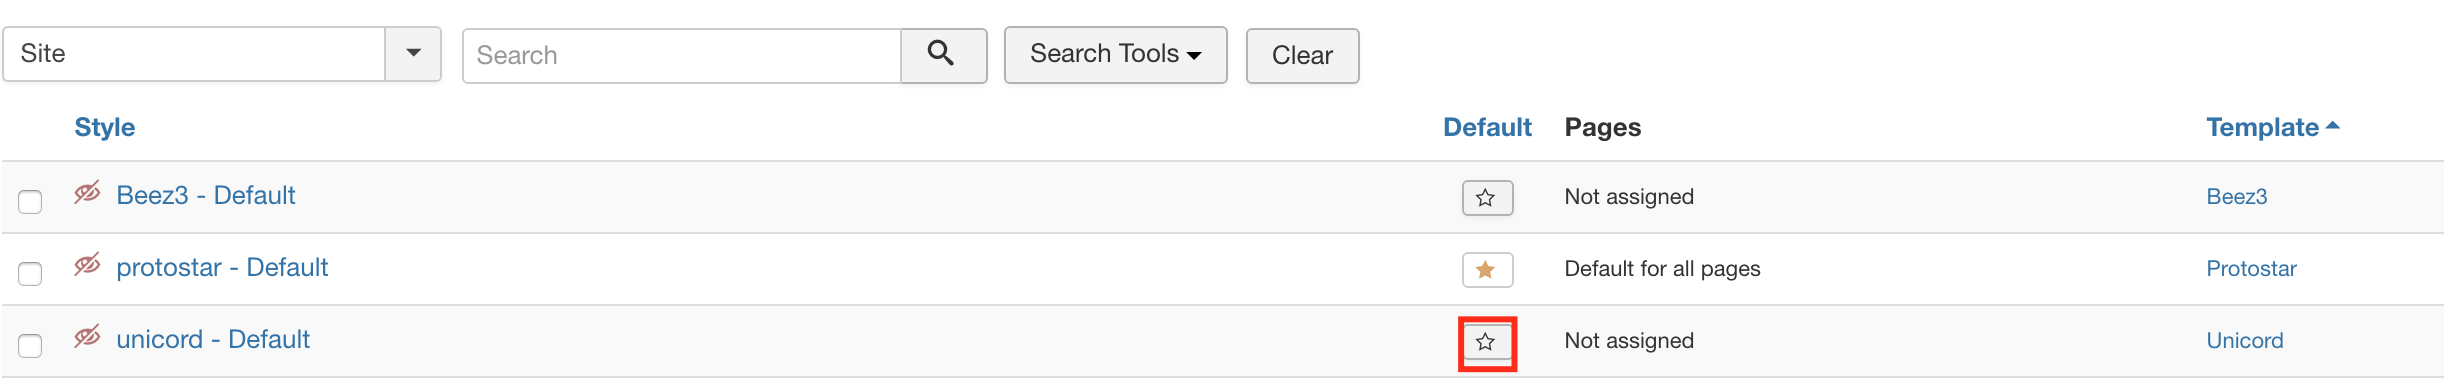 Site Search Search Tools Clear
Style Default Pages Template
Beez3 - Default Not assigned Beez3
protostar - Default Default for all pages Protostar
unicord - Default Not assigned Unicord